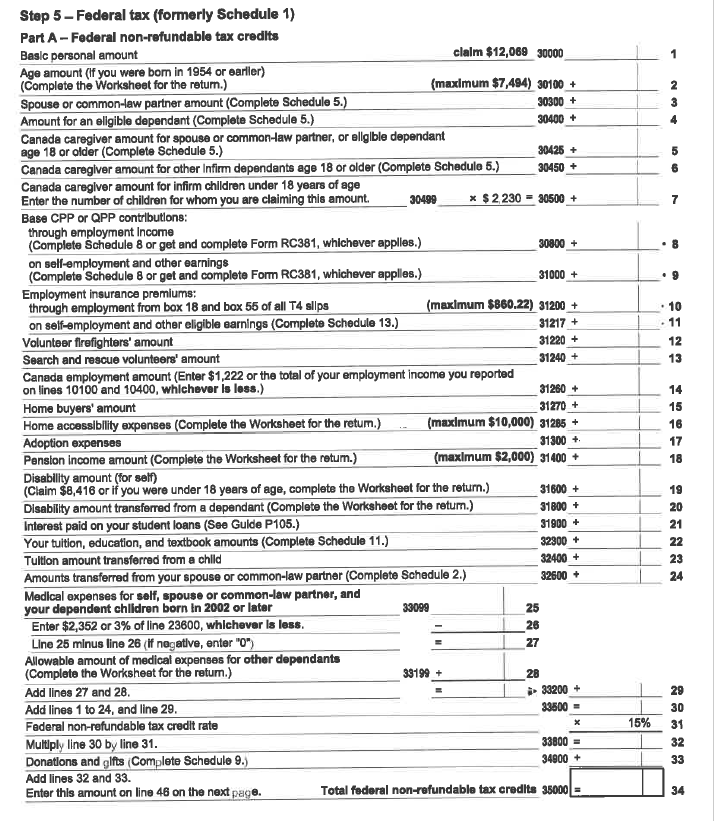 Step 5 – Federal tax (formerly Schedule 1)
Part A – Federal non-refundable tax credits
Basic personal amount claim $12,069 30000 1
Age amount (if you were born in 1954 or earlier)
(Complete the Worksheet for the return.) (maximum $7,494) 30100 + 2
Spouse or common-law partner amount (Complete Schedule 5.) 30300 + 3
Amount for an eligible dependant (Complete Schedule 5.) 30400 + 4
Canada caregiver amount for spouse or common-law partner, or eligible dependant
age 18 or older (Complete Schedule 5.) 30425 + 5
Canada caregiver amount for other infirm dependants age 18 or older (Complete Schedule 5.) 30450 + 6
Canada caregiver amount for infirm children under 18 years of age
Enter the number of children for whom you are claiming this amount. 30499 × $ 2,230 = 30500 + 7
Base CPP or QPP contributions:
through employment income
(Complete Schedule 8 or get and complete Form RC381, whichever applies.) 30800 + • 8
on self-employment and other earnings
(Complete Schedule 8 or get and complete Form RC381, whichever applies.) 31000 + • 9
Employment insurance premiums:
through employment from box 18 and box 55 of all T4 slips (maximum $860.22) 31200 + • 10
on self-employment and other eligible earnings (Complete Schedule 13.) 31217 + • 11
Volunteer firefighters' amount 31220 + 12
Search and rescue volunteers' amount 31240 + 13
Canada employment amount (Enter $1,222 or the total of your employment income you reported
on lines 10100 and 10400, whichever is less.) 31260 + 14
Home buyers' amount 31270 + 15
Home accessibility expenses (Complete the Worksheet for the return.) (maximum $10,000) 31285 + 16
Adoption expenses 31300 + 17
Pension income amount (Complete the Worksheet for the return.) (maximum $2,000) 31400 + 18
Disability amount (for self)
(Claim $8,416 or if you were under 18 years of age, complete the Worksheet for the return.) 31600 + 19
Disability amount transferred from a dependant (Complete the Worksheet for the return.) 31800 + 20
Interest paid on your student loans (See Guide P105.) 31900 + 21
Your tuition, education, and textbook amounts (Complete Schedule 11.) 32300 + 22
Tuition amount transferred from a child 32400 + 23
Amounts transferred from your spouse or common-law partner (Complete Schedule 2.) 32600 + 24
Medical expenses for self, spouse or common-law partner, and
your dependent children born in 2002 or later 33099 25
Enter $2,352 or 3% of line 23600, whichever is less. – 26
Line 25 minus line 26 (if negative, enter "0") = 27
Allowable amount of medical expenses for other dependants
(Complete the Worksheet for the return.) 33199 + 28
Add lines 27 and 28. = ► 33200 + 29
Add lines 1 to 24, and line 29. 33500 = 30
Federal non-refundable tax credit rate × 15% 31
Multiply line 30 by line 31. 33800 = 32
Donations and gifts (Complete Schedule 9.) 34900 + 33
Add lines 32 and 33.
Enter this amount on line 46 on the next page. Total federal non-refundable tax credits 35000 = 34